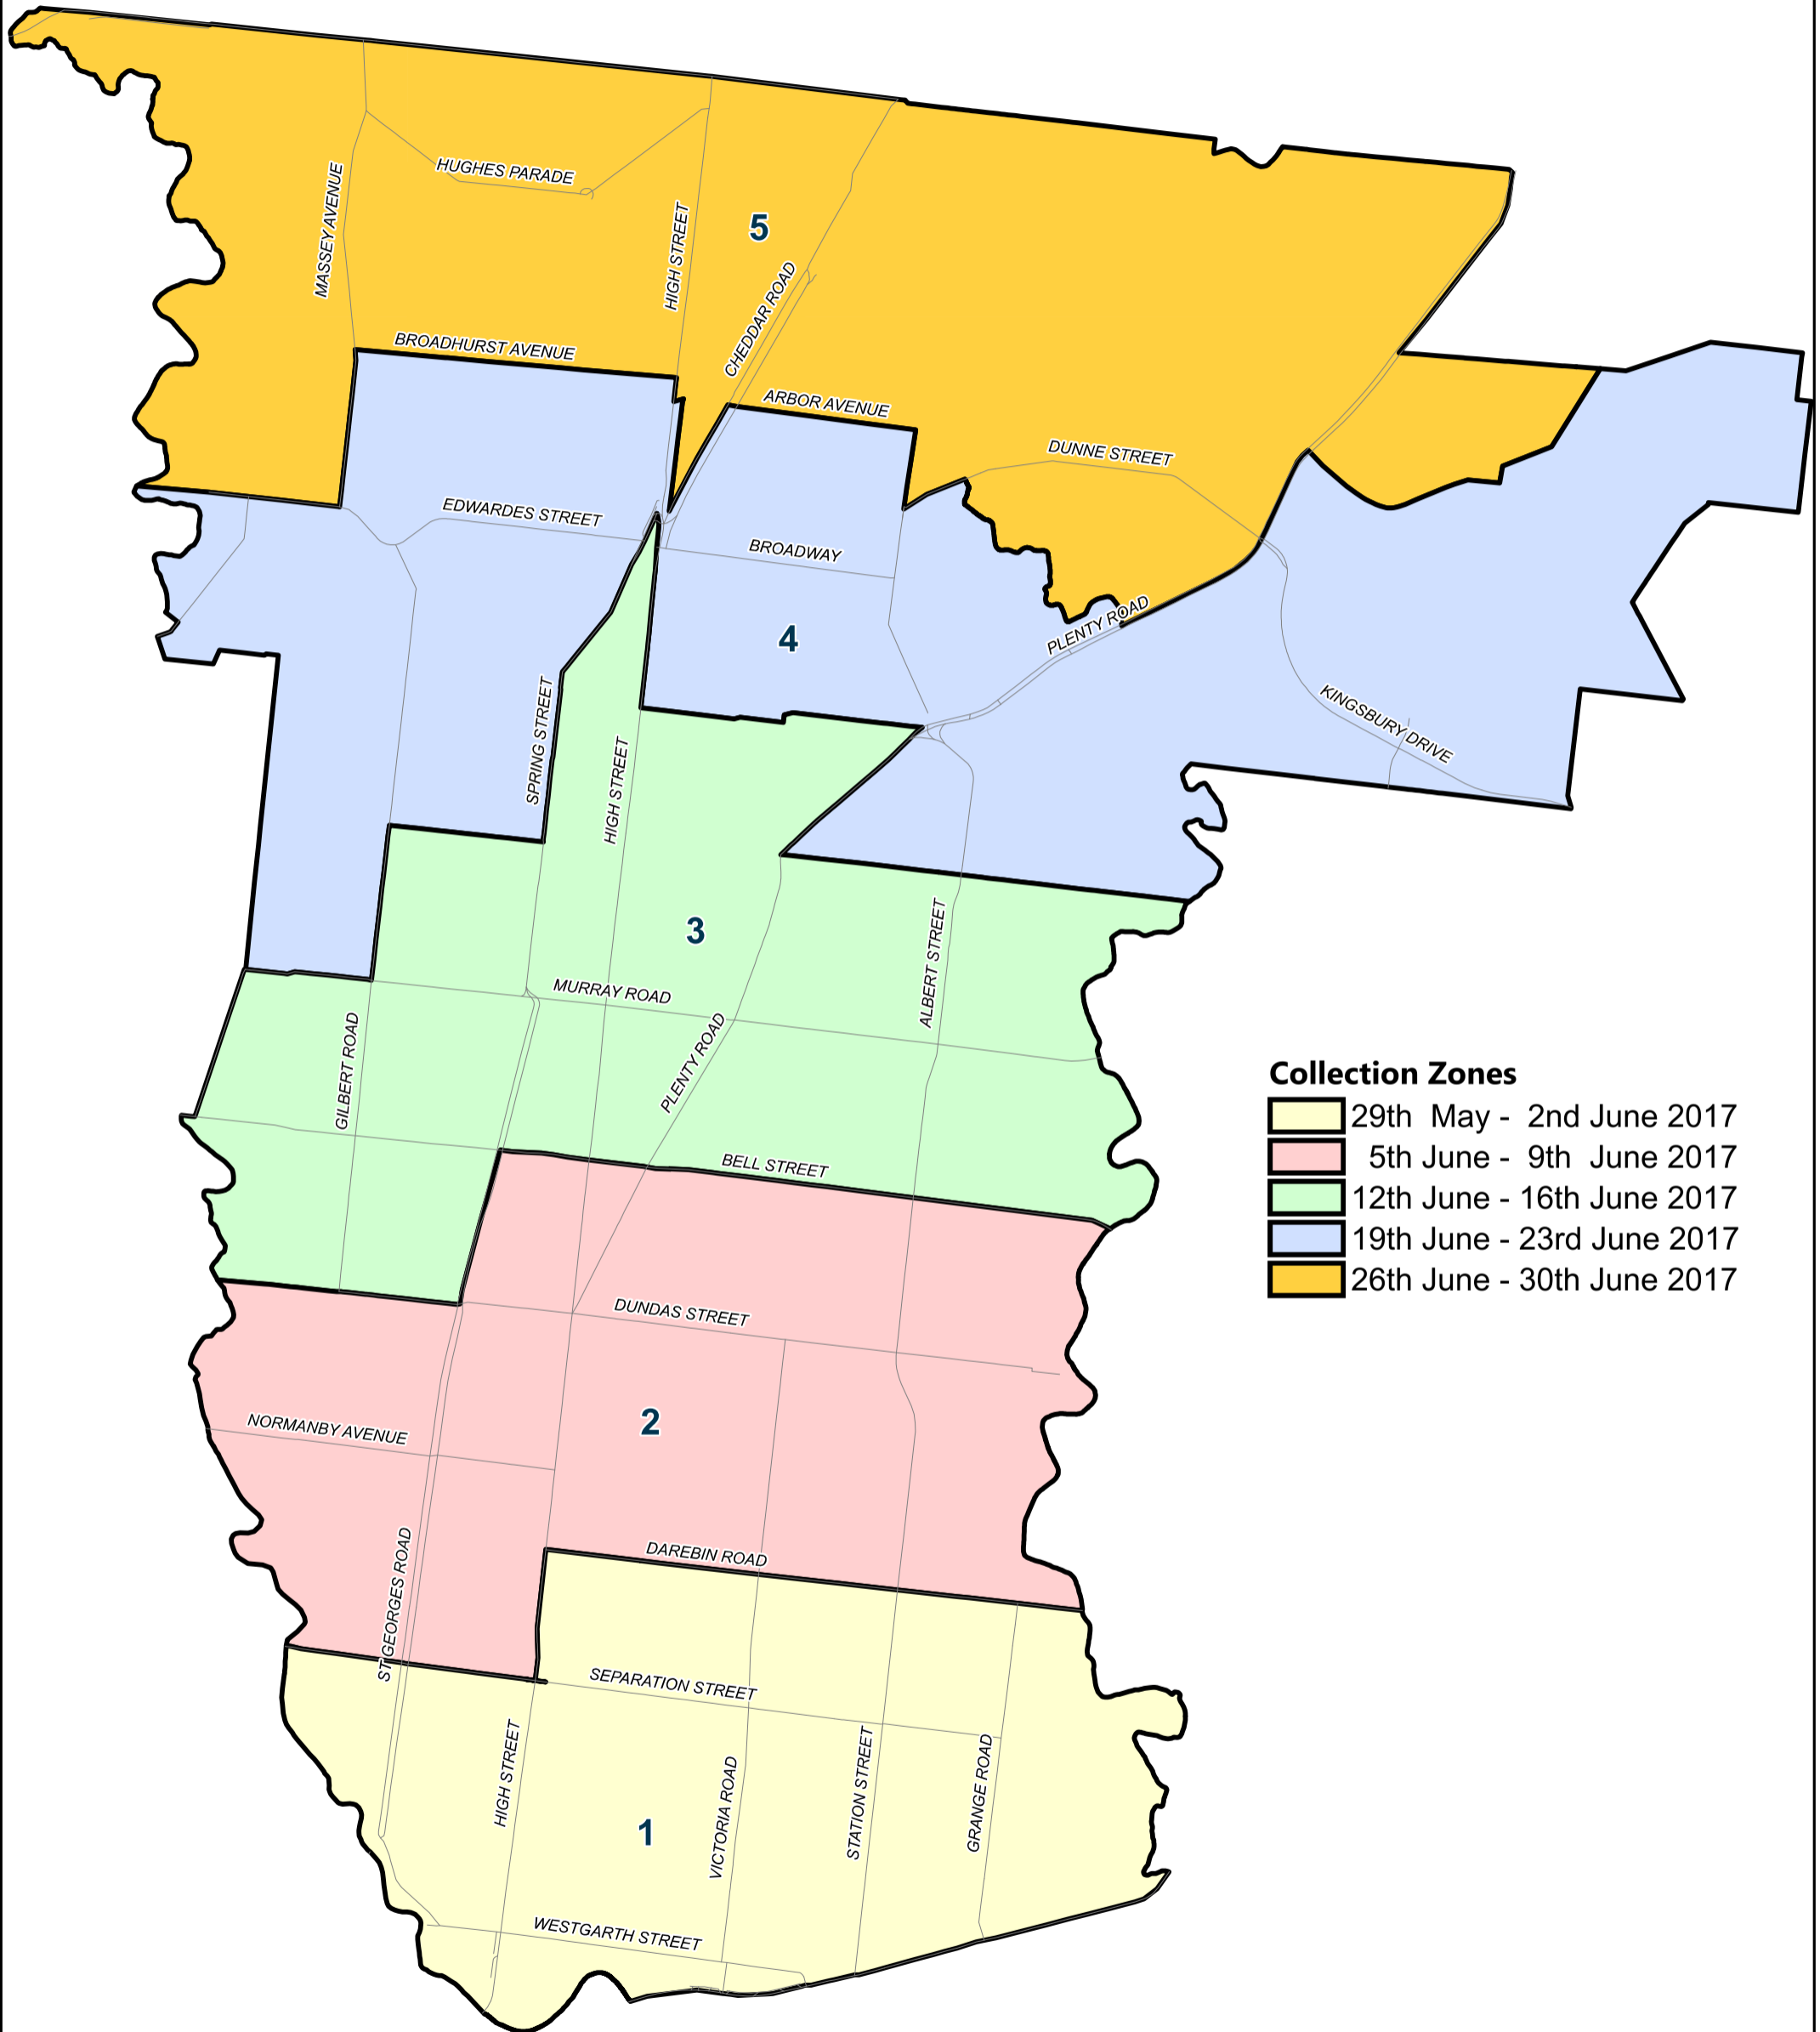 HUGHES PARADE
MASSEY AVENUE
HIGH STREET
5
CHEDDAR ROAD
BROADHURST AVENUE
ARBOR AVENUE
DUNNE STREET
EDWARDES STREET
BROADWAY
PLENTY ROAD
4
SPRING STREET
KINGSBURY DRIVE
HIGH STREET
3
ALBERT STREET
MURRAY ROAD
GILBERT ROAD
PLENTY ROAD
BELL STREET
Collection Zones
29th May - 2nd June 2017
5th June - 9th June 2017
12th June - 16th June 2017
19th June - 23rd June 2017
26th June - 30th June 2017
DUNDAS STREET
2
NORMANBY AVENUE
DAREBIN ROAD
ST GEORGES ROAD
SEPARATION STREET
HIGH STREET
VICTORIA ROAD
STATION STREET
GRANGE ROAD
1
WESTGARTH STREET